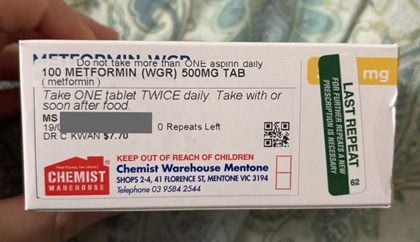 METFORMIN WGR
Do not take more than ONE aspirin daily
100 METFORMIN (WGR) 500MG TAB
( metformin )
Take ONE tablet TWICE daily. Take with or
soon after food.
MS
19/0
0 Repeats Left
DR C KWAN $7.70
KEEP OUT OF REACH OF CHILDREN
Chemist Warehouse Mentone
SHOPS 2-4, 41 FLORENCE ST, MENTONE VIC 3194
Telephone 03 9584 2544
CHEMIST
WAREHOUSE
mg
LAST REPEAT
FOR FURTHER REPEATS A NEW
PRESCRIPTION IS NECESSARY
62